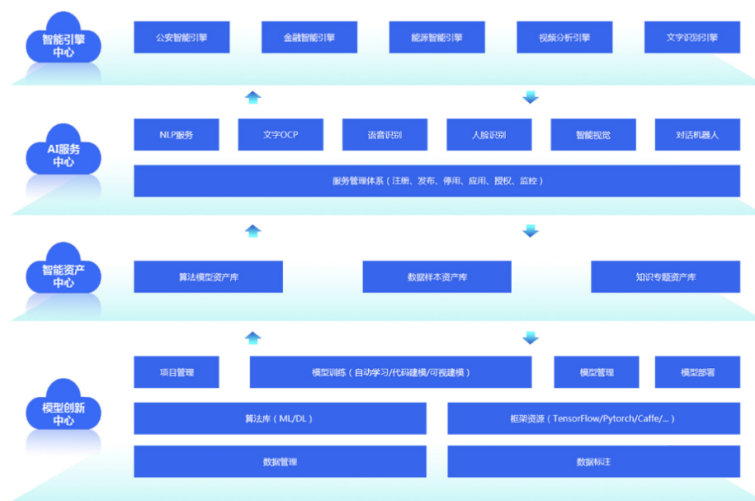 智能引擎
中心
公安智能引擎
金融智能引擎
能源智能引擎
视频分析引擎
文字识别引擎
AI服务
中心
NLP服务
文字OCP
语音识别
人脸识别
智能视觉
对话机器人
服务管理体系（注册、发布、停用、应用、授权、监控）
智能资产
中心
算法模型资产库
数据样本资产库
知识专题资产库
模型创新
中心
项目管理
模型训练（自动学习/代码建模/可视建模）
模型管理
模型部署
算法库（ML/DL）
框架资源（TensorFlow/Pytorch/Caffe/...）
数据管理
数据标注